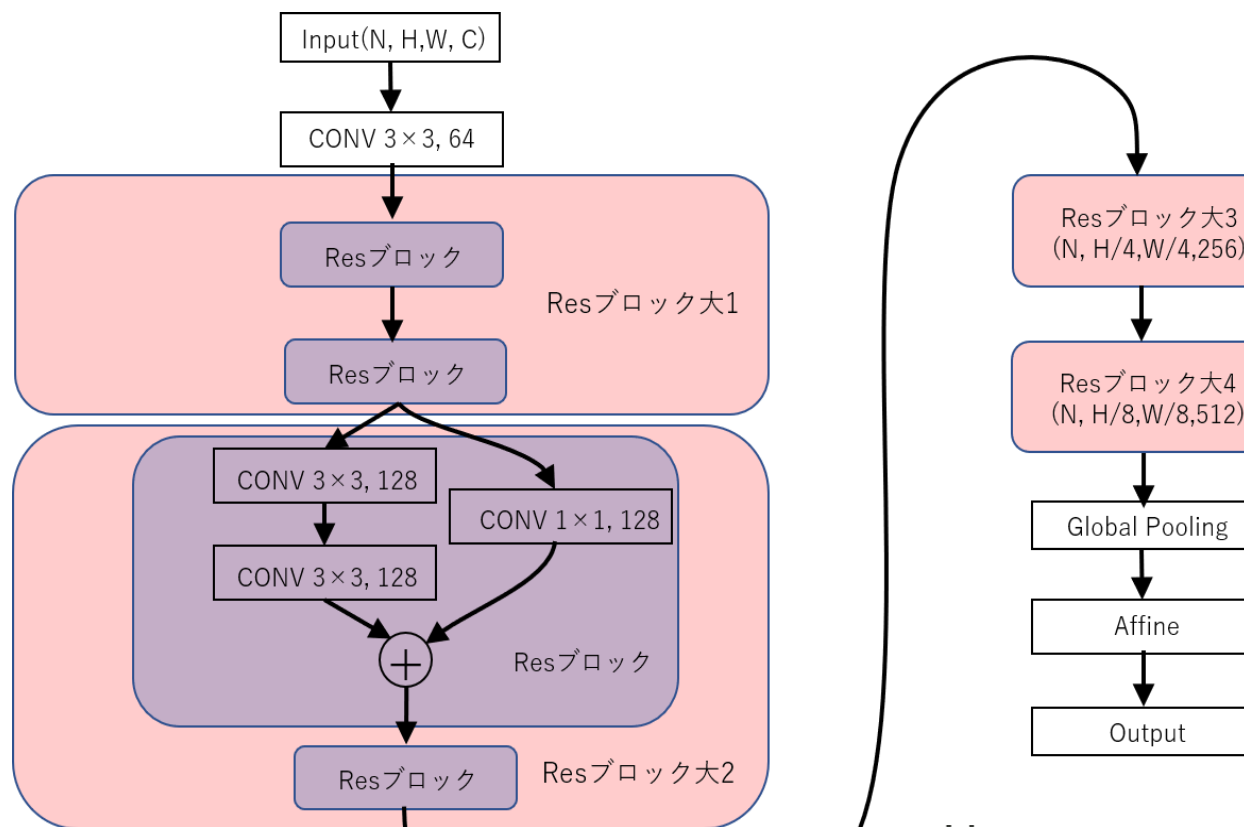 Input(N, H,W, C)
CONV 3×3, 64
Resブロック
Resブロック大1
Resブロック
CONV 3×3, 128
CONV 1×1, 128
CONV 3×3, 128
Resブロック
Resブロック
Resブロック大2
Resブロック大3
(N, H/4,W/4,256)
Resブロック大4
(N, H/8,W/8,512)
Global Pooling
Affine
Output